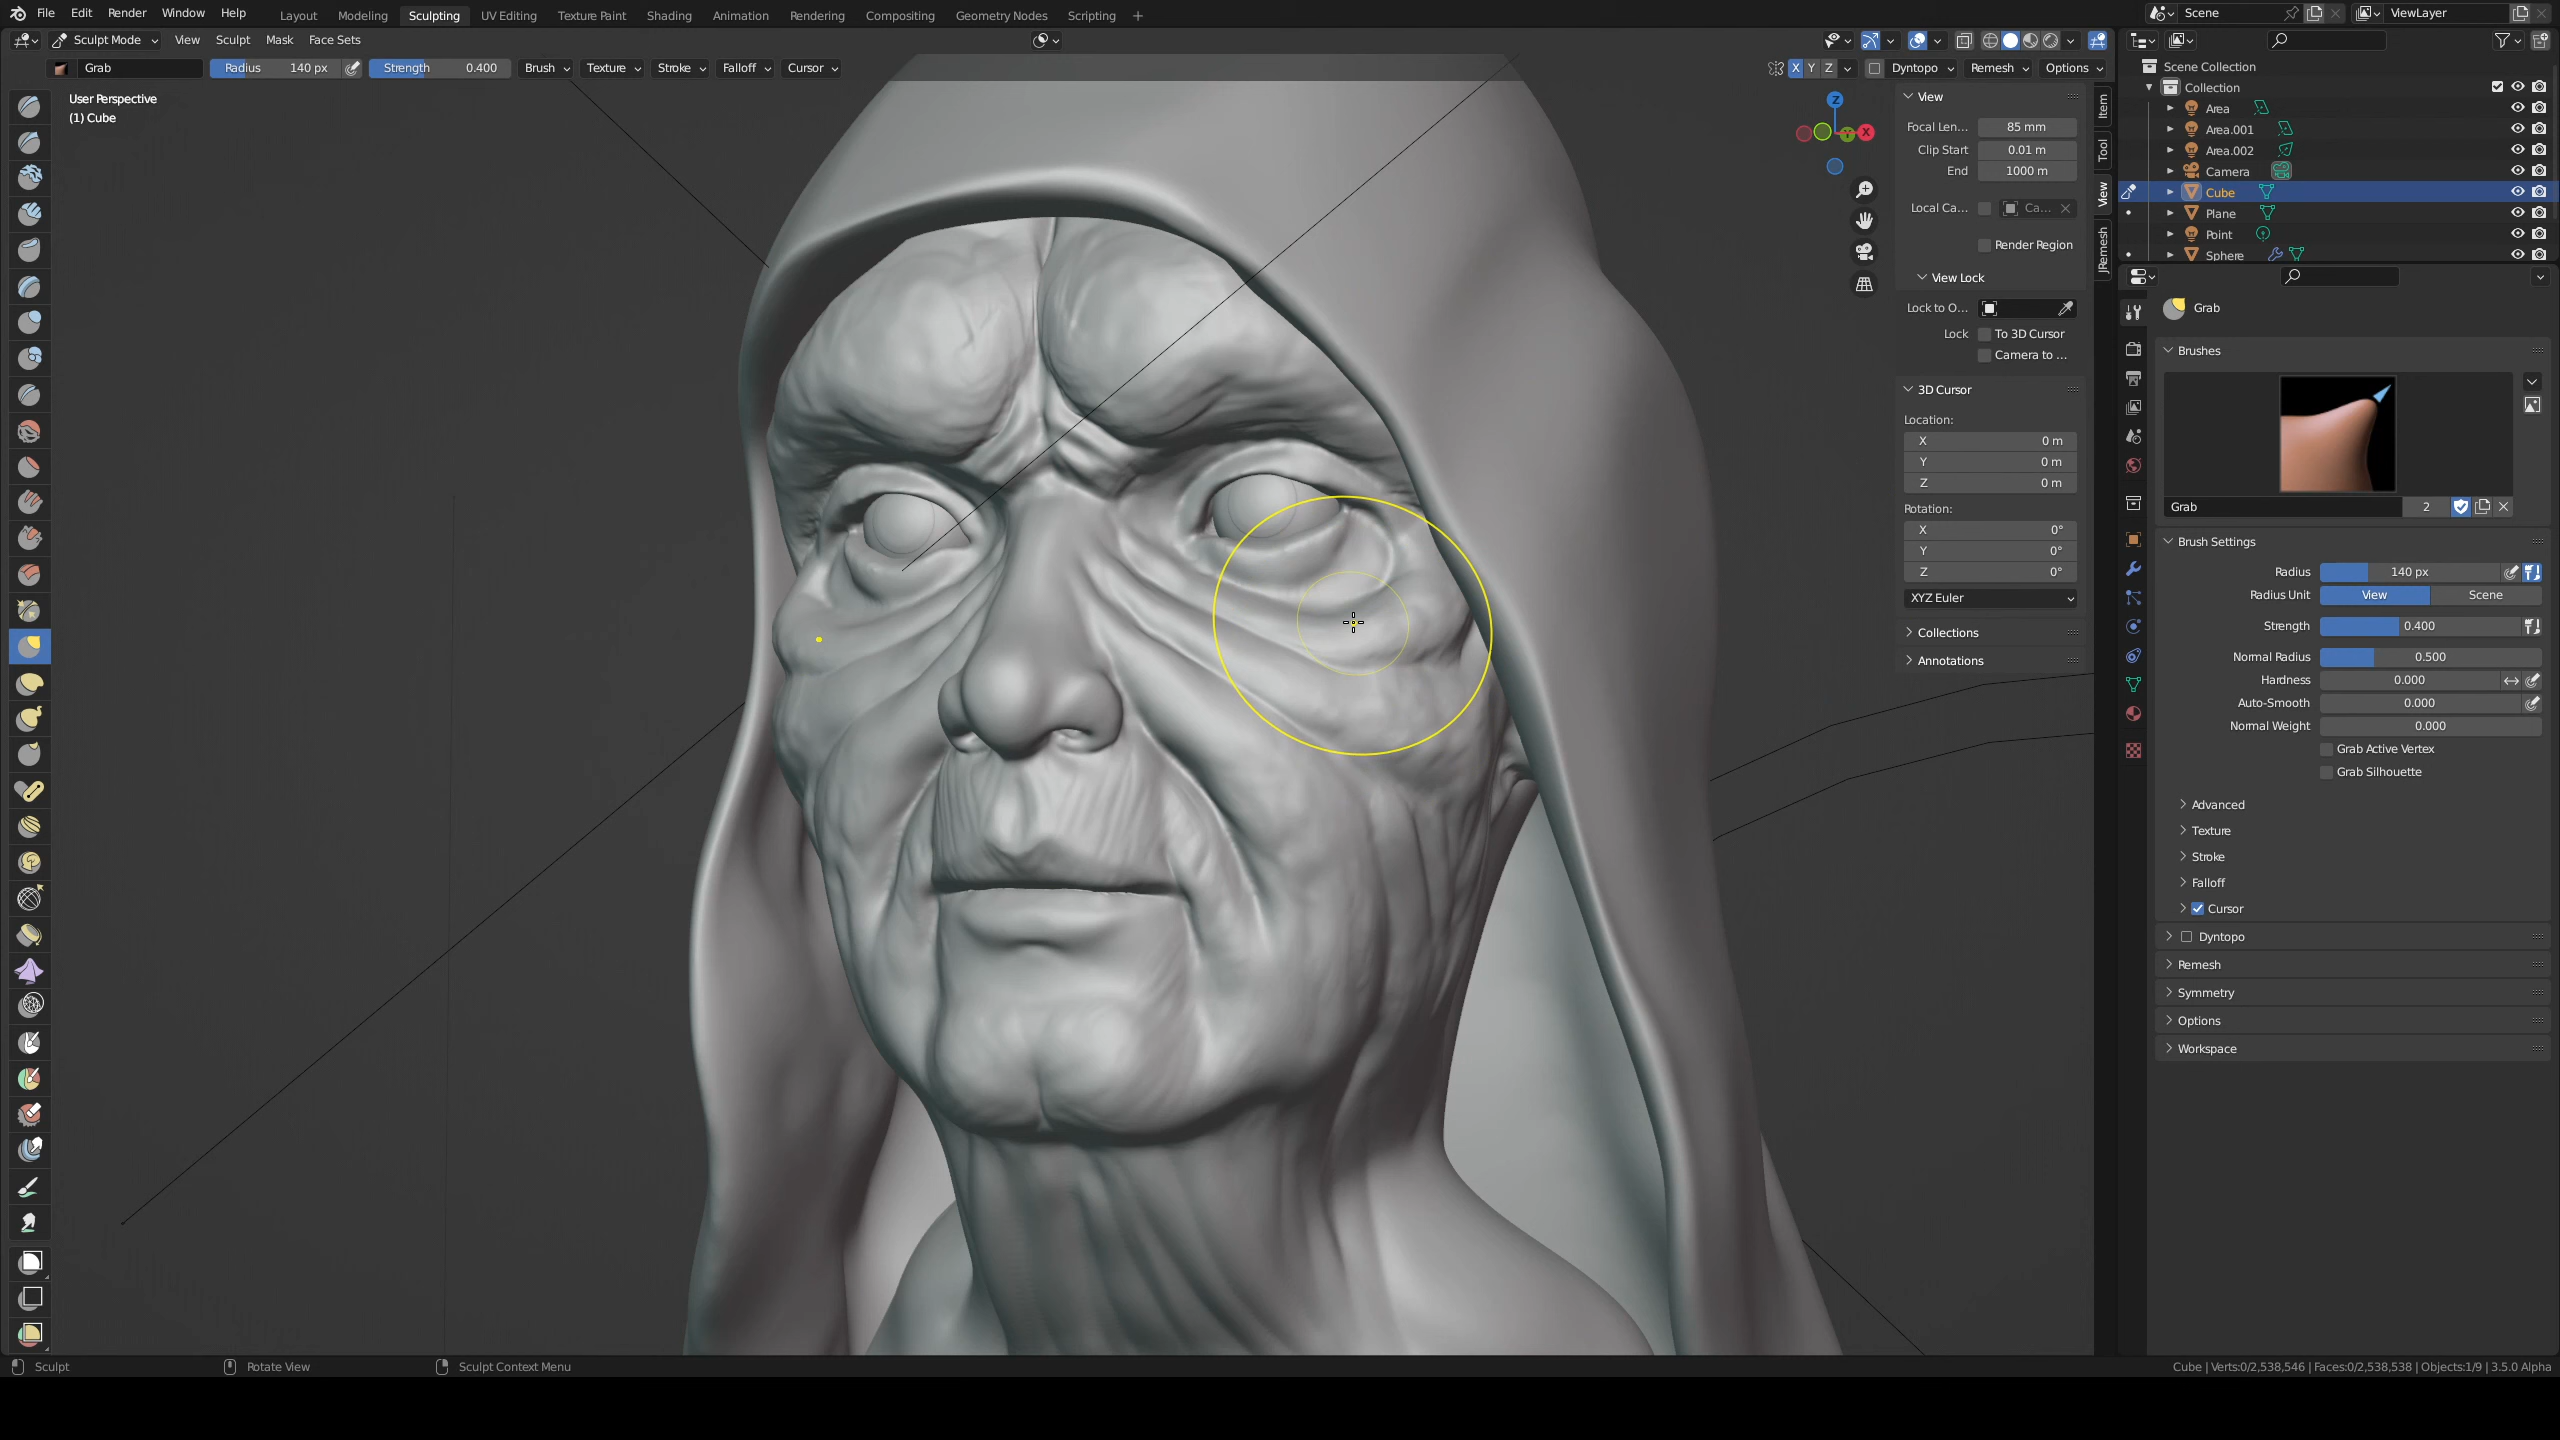 File Edit Render Window Help Layout Modeling Sculpting UV Editing Texture Paint Shading Animation Rendering Compositing Geometry Nodes Scripting + Scene ViewLayer
Sculpt Mode View Sculpt Mask Face Sets
Grab Radius 140 px Strength 0.400 Brush Texture Stroke Falloff Cursor X Y Z Dyntopo Remesh Options
User Perspective
(1) Cube
Z
X
Y
View
Focal Len... 85 mm
Clip Start 0.01 m
End 1000 m
Local Ca... Ca...
Render Region
View Lock
Lock to O...
Lock To 3D Cursor
Camera to ...
3D Cursor
Location:
X 0 m
Y 0 m
Z 0 m
Rotation:
X 0°
Y 0°
Z 0°
XYZ Euler
Collections
Annotations
Item
Tool
View
JRemesh
Scene Collection
Collection
Area
Area.001
Area.002
Camera
Cube
Plane
Point
Sphere
Grab
Brushes
Grab 2
Brush Settings
Radius 140 px
Radius Unit View Scene
Strength 0.400
Normal Radius 0.500
Hardness 0.000
Auto-Smooth 0.000
Normal Weight 0.000
Grab Active Vertex
Grab Silhouette
Advanced
Texture
Stroke
Falloff
Cursor
Dyntopo
Remesh
Symmetry
Options
Workspace
Sculpt Rotate View Sculpt Context Menu Cube | Verts:0/2,538,546 | Faces:0/2,538,538 | Objects:1/9 | 3.5.0 Alpha